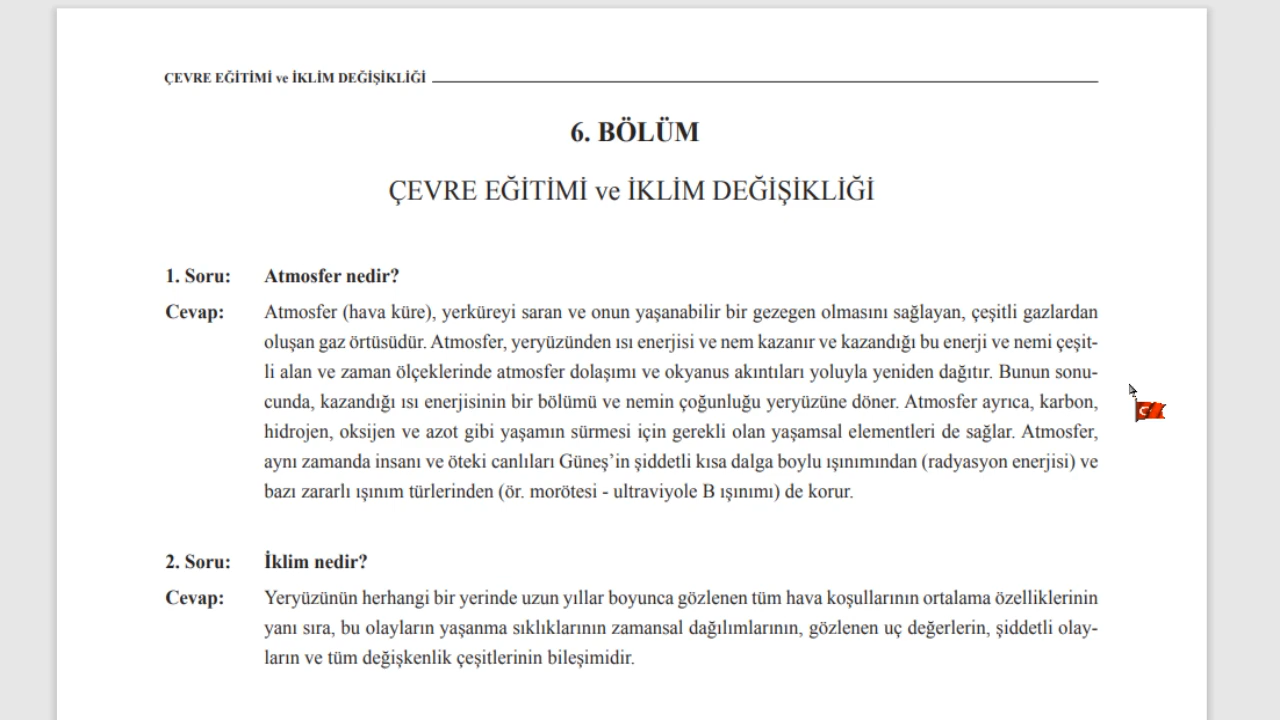 ÇEVRE EĞİTİMİ ve İKLİM DEĞİŞİKLİĞİ
6. BÖLÜM
ÇEVRE EĞİTİMİ ve İKLİM DEĞİŞİKLİĞİ
1. Soru: Atmosfer nedir?
Cevap: Atmosfer (hava küre), yerküreyi saran ve onun yaşanabilir bir gezegen olmasını sağlayan, çeşitli gazlardan
oluşan gaz örtüsüdür. Atmosfer, yeryüzünden ısı enerjisi ve nem kazanır ve kazandığı bu enerji ve nemi çeşit-
li alan ve zaman ölçeklerinde atmosfer dolaşımı ve okyanus akıntıları yoluyla yeniden dağıtır. Bunun sonu-
cunda, kazandığı ısı enerjisinin bir bölümü ve nemin çoğunluğu yeryüzüne döner. Atmosfer ayrıca, karbon,
hidrojen, oksijen ve azot gibi yaşamın sürmesi için gerekli olan yaşamsal elementleri de sağlar. Atmosfer,
aynı zamanda insanı ve öteki canlıları Güneş’in şiddetli kısa dalga boylu ışınımından (radyasyon enerjisi) ve
bazı zararlı ışınım türlerinden (ör. morötesi - ultraviyole B ışınımı) de korur.
2. Soru: İklim nedir?
Cevap: Yeryüzünün herhangi bir yerinde uzun yıllar boyunca gözlenen tüm hava koşullarının ortalama özelliklerinin
yanı sıra, bu olayların yaşanma sıklıklarının zamansal dağılımlarının, gözlenen uç değerlerin, şiddetli olay-
ların ve tüm değişkenlik çeşitlerinin bileşimidir.